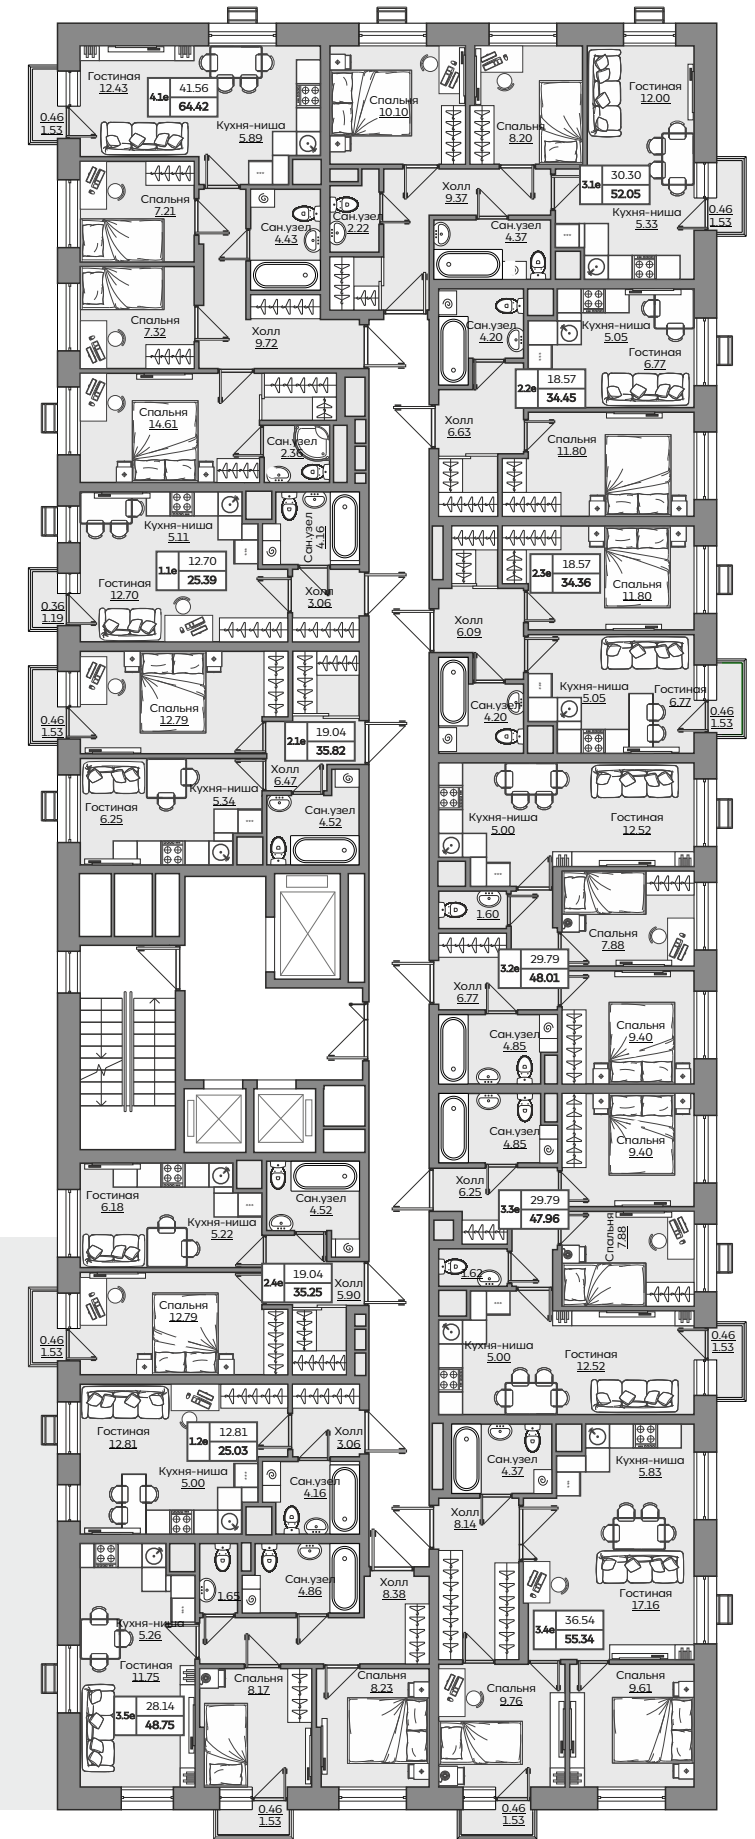 Гостиная
12.43
4.1е
41.56
64.42
0.46
1.53
Кухня-ниша
5.89
Спальня
10.10
Спальня
8.20
Гостиная
12.00
3.1е
30.30
52.05
0.46
1.53
Кухня-ниша
5.33
Холл
9.37
Спальня
7.21
Сан.узел
4.43
Сан.узел
2.22
Сан.узел
4.37
Спальня
7.32
Холл
9.72
Сан.узел
4.20
Кухня-ниша
5.05
Гостиная
6.77
2.2е
18.57
34.45
Спальня
14.61
Сан.узел
2.36
Холл
6.63
Спальня
11.80
Кухня-ниша
5.11
Сан.узел
4.16
1.1е
12.70
25.39
Гостиная
12.70
Холл
3.06
0.36
1.19
2.3е
18.57
34.36
Спальня
11.80
Холл
6.09
Спальня
12.79
0.46
1.53
2.1е
19.04
35.82
Кухня-ниша
5.05
Гостиная
6.77
0.46
1.53
Сан.узел
4.20
Холл
6.47
Кухня-ниша
5.34
Гостиная
6.25
Сан.узел
4.52
Кухня-ниша
5.00
Гостиная
12.52
1.60
Спальня
7.88
3.2е
29.79
48.01
Холл
6.77
Сан.узел
4.85
Спальня
9.40
Сан.узел
4.85
Спальня
9.40
Холл
6.25
3.3е
29.79
47.96
Спальня
7.88
1.62
Гостиная
6.18
Кухня-ниша
5.22
Сан.узел
4.52
2.4е
19.04
35.25
Холл
5.90
Спальня
12.79
0.46
1.53
Кухня-ниша
5.00
Гостиная
12.52
0.46
1.53
Гостиная
12.81
1.2е
12.81
25.03
Холл
3.06
Кухня-ниша
5.00
Сан.узел
4.16
Сан.узел
4.37
Кухня-ниша
5.83
Холл
8.14
Гостиная
17.16
3.4е
36.54
55.34
1.65
Сан.узел
4.86
Холл
8.38
Кухня-ниша
5.26
Гостиная
11.75
3.5е
28.14
48.75
Спальня
8.17
Спальня
8.23
Спальня
9.76
Спальня
9.61
0.46
1.53
0.46
1.53